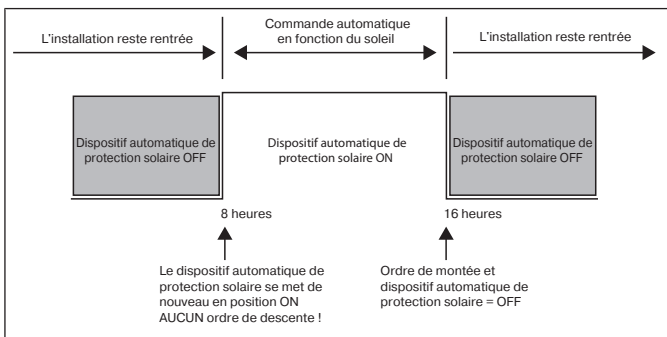 L'installation reste rentrée
Commande automatique
en fonction du soleil
L'installation reste rentrée
Dispositif automatique de
protection solaire OFF
Dispositif automatique de
protection solaire ON
Dispositif automatique de
protection solaire OFF
8 heures
16 heures
Le dispositif automatique de
protection solaire se met de
nouveau en position ON
AUCUN ordre de descente !
Ordre de montée et
dispositif automatique de
protection solaire = OFF